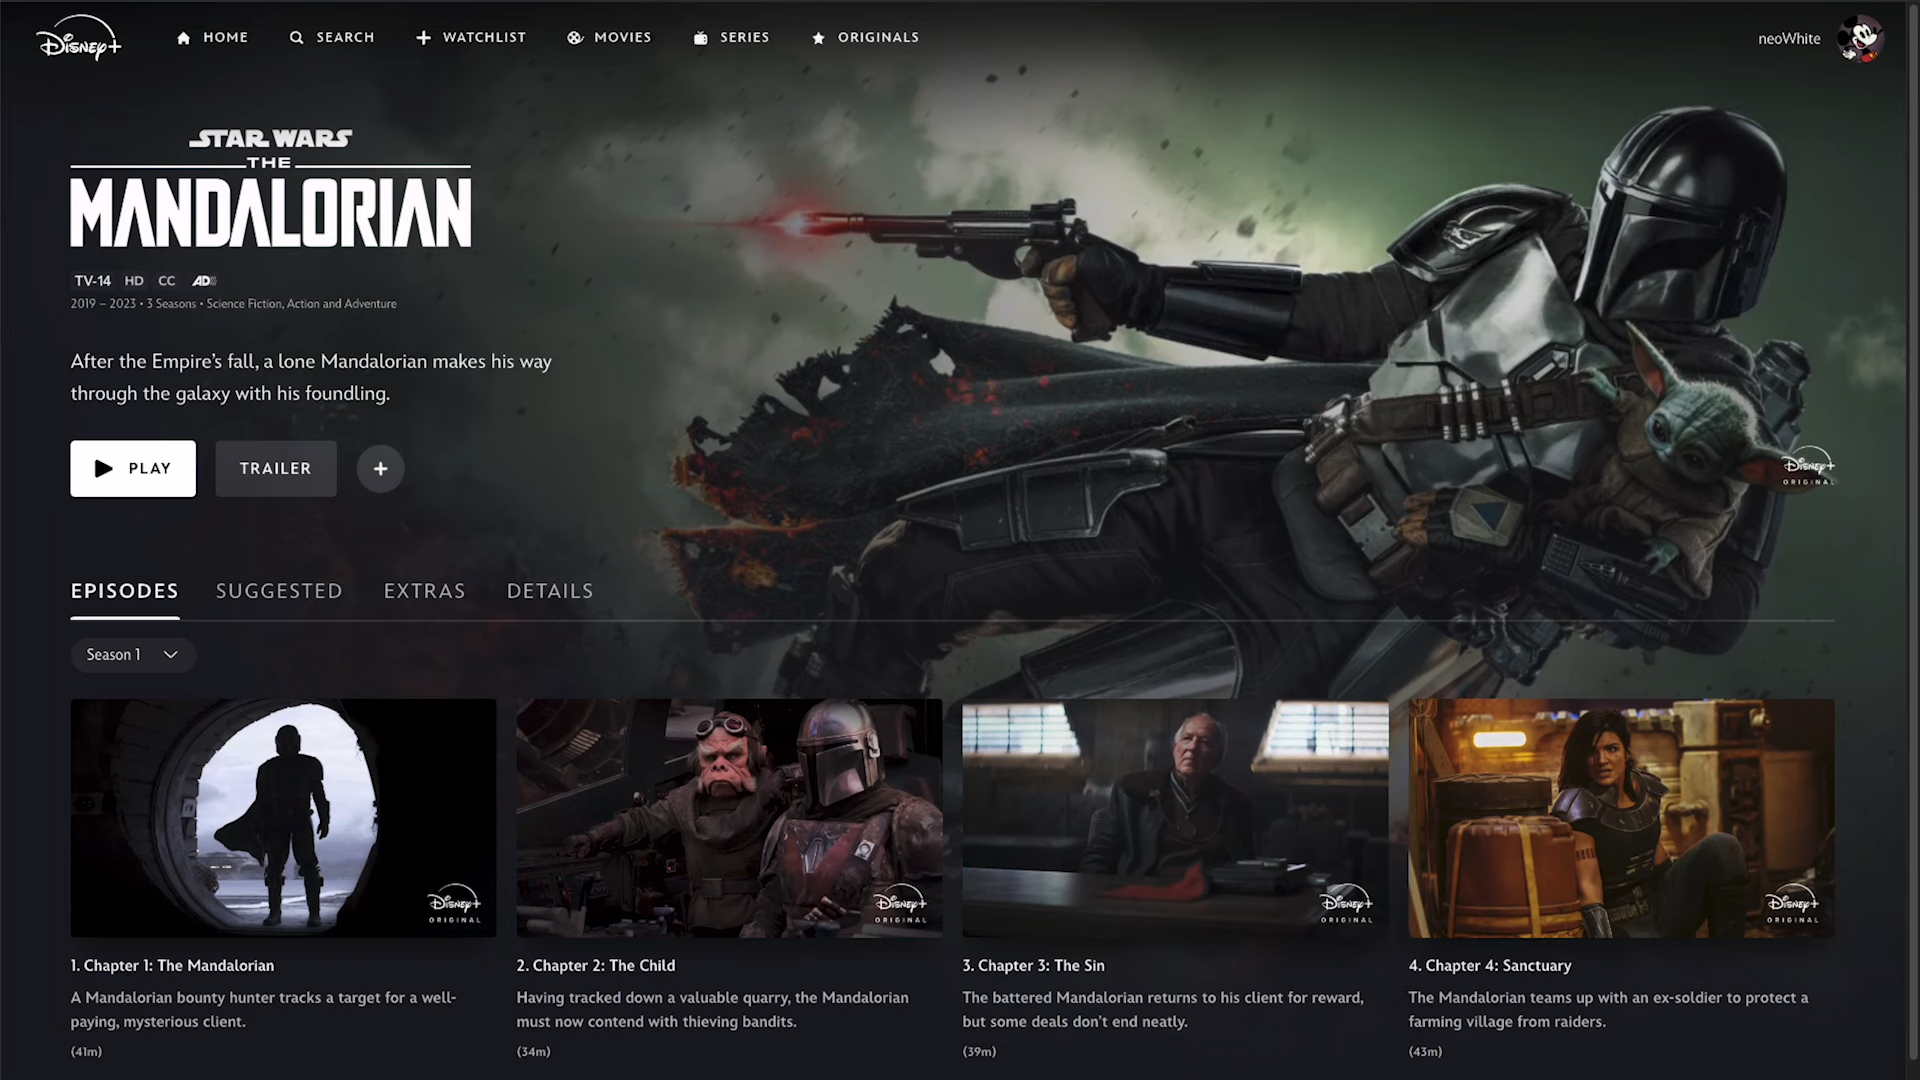 Disney+
HOME
SEARCH
WATCHLIST
MOVIES
SERIES
ORIGINALS
neoWhite
STAR WARS
THE
MANDALORIAN
TV-14 HD CC AD
2019 – 2023 • 3 Seasons • Science Fiction, Action and Adventure
After the Empire’s fall, a lone Mandalorian makes his way
through the galaxy with his foundling.
PLAY
TRAILER
Disney+
ORIGINAL
EPISODES
SUGGESTED
EXTRAS
DETAILS
Season 1
Disney+
ORIGINAL
1. Chapter 1: The Mandalorian
A Mandalorian bounty hunter tracks a target for a well-
paying, mysterious client.
(41m)
Disney+
ORIGINAL
2. Chapter 2: The Child
Having tracked down a valuable quarry, the Mandalorian
must now contend with thieving bandits.
(34m)
Disney+
ORIGINAL
3. Chapter 3: The Sin
The battered Mandalorian returns to his client for reward,
but some deals don’t end neatly.
(39m)
Disney+
ORIGINAL
4. Chapter 4: Sanctuary
The Mandalorian teams up with an ex-soldier to protect a
farming village from raiders.
(43m)